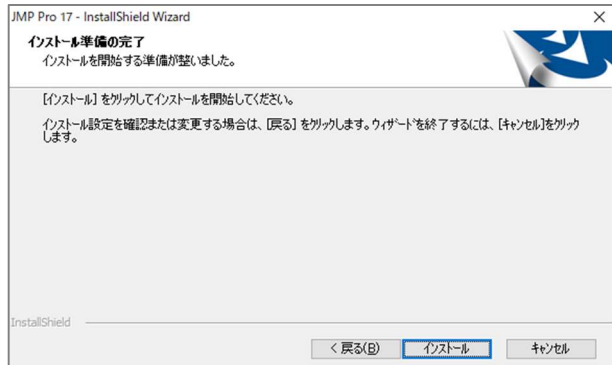 JMP Pro 17 - InstallShield Wizard
インストール準備の完了
インストールを開始する準備が整いました。
[インストール] をクリックしてインストールを開始してください。
インストール設定を確認または変更する場合は、[戻る] をクリックします。ウィザードを終了するには、[キャンセル]をクリック
します。
InstallShield
< 戻る(B)
インストール
キャンセル